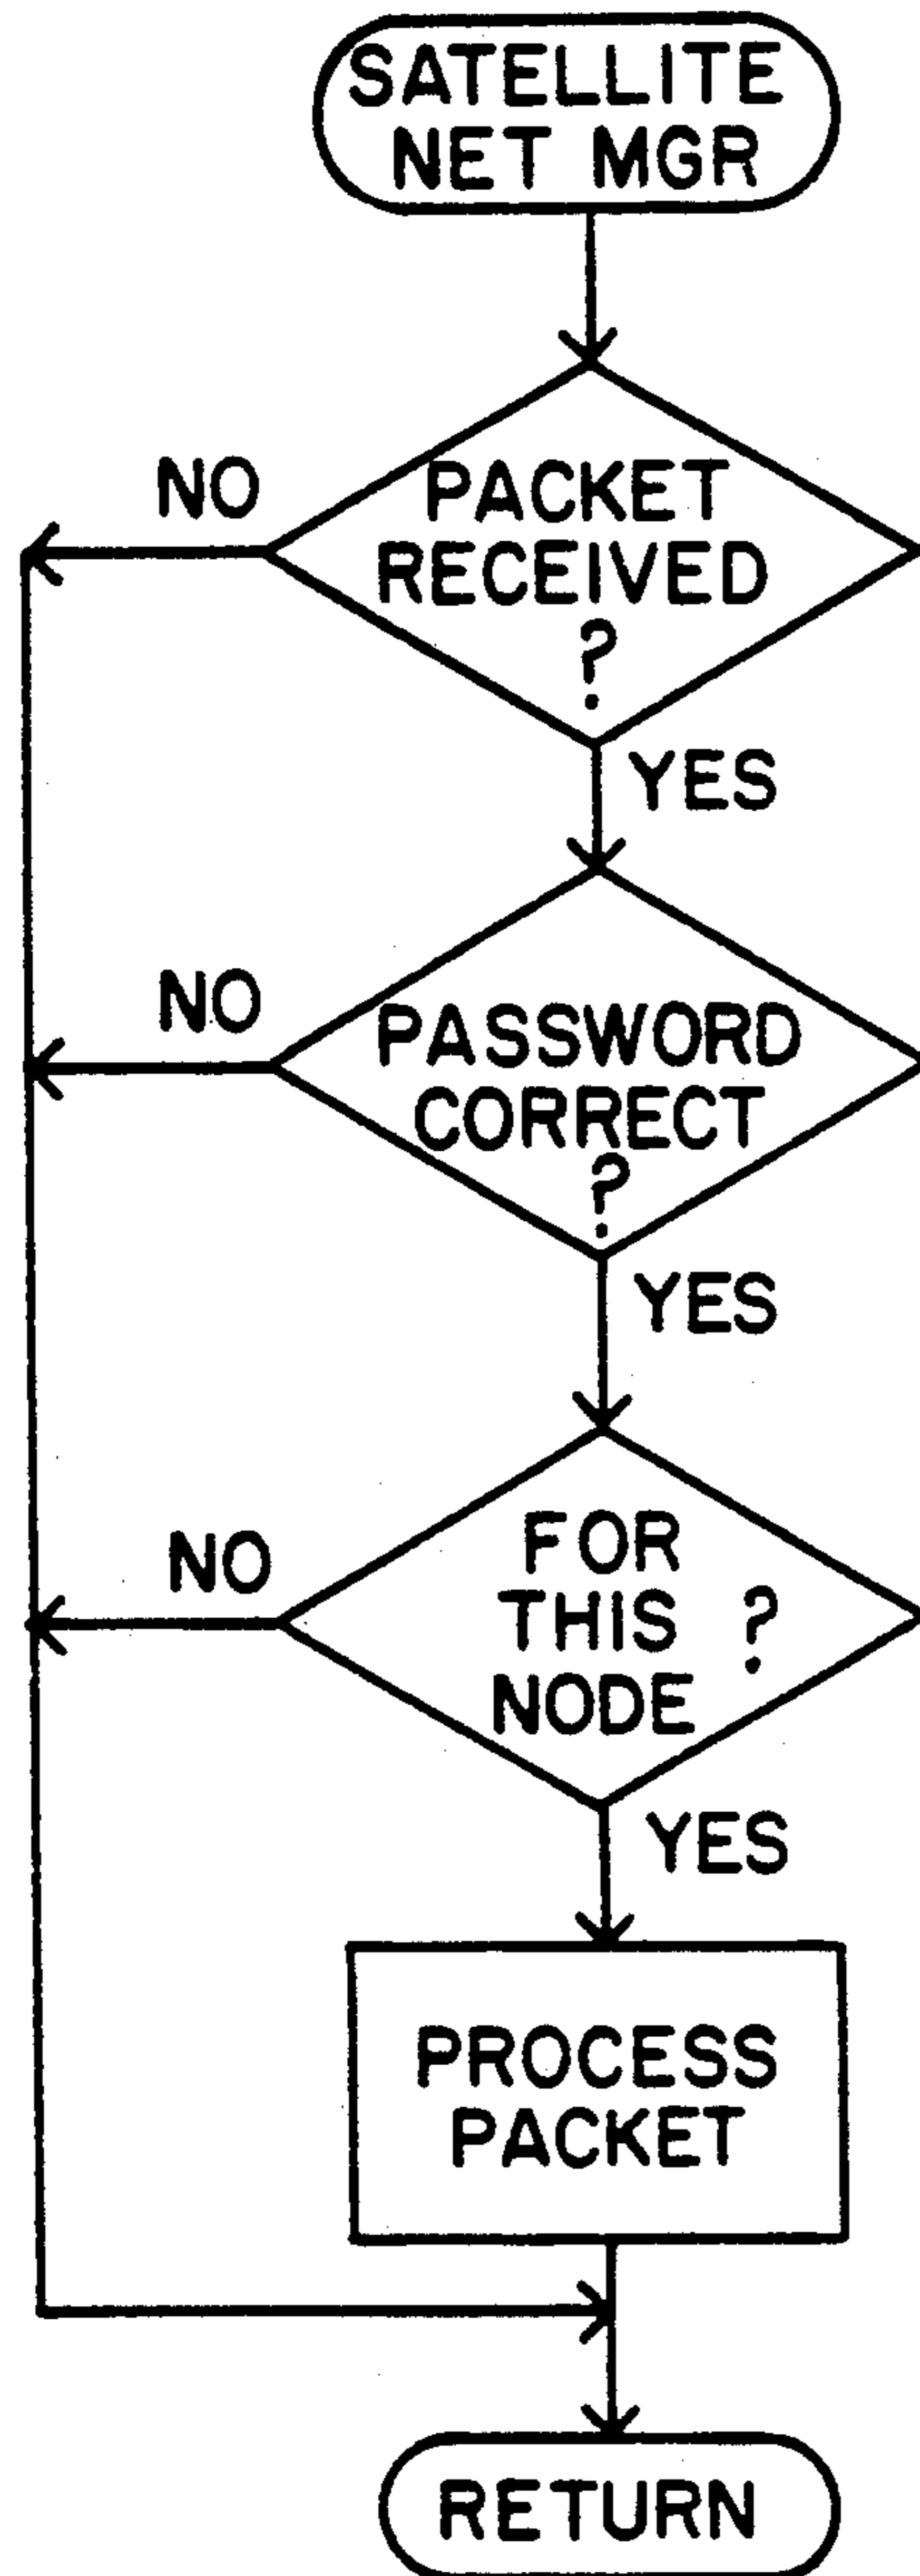 SATELLITE
NET MGR
NO
PACKET
RECEIVED
?
YES
NO
PASSWORD
CORRECT
?
YES
NO
FOR
THIS ?
NODE
YES
PROCESS
PACKET
RETURN